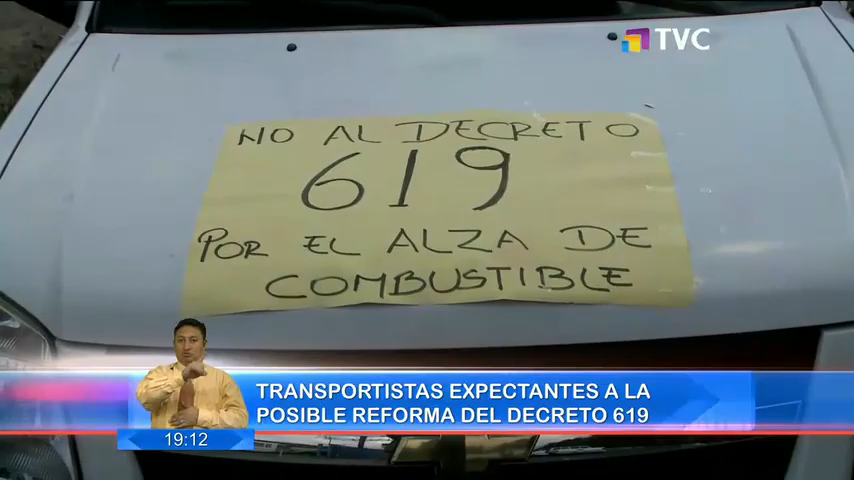 TVC
NO AL DECRETO
619
POR EL ALZA DE
COMBUSTIBLE
TRANSPORTISTAS EXPECTANTES A LA
POSIBLE REFORMA DEL DECRETO 619
19:12